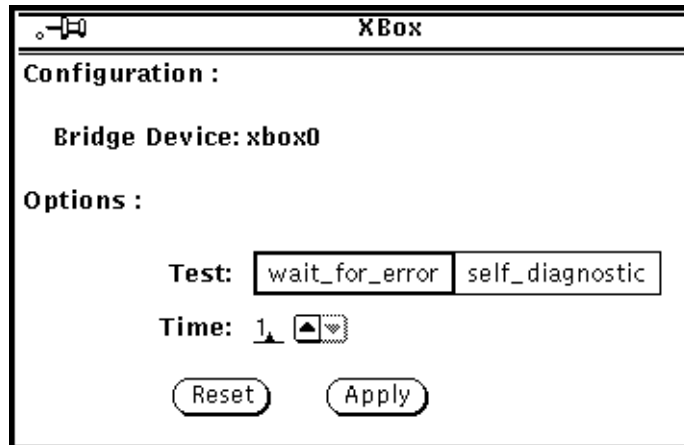 XBox
Configuration :
Bridge Device: xbox0
Options :
Test: wait_for_error self_diagnostic
Time: 1
Reset Apply